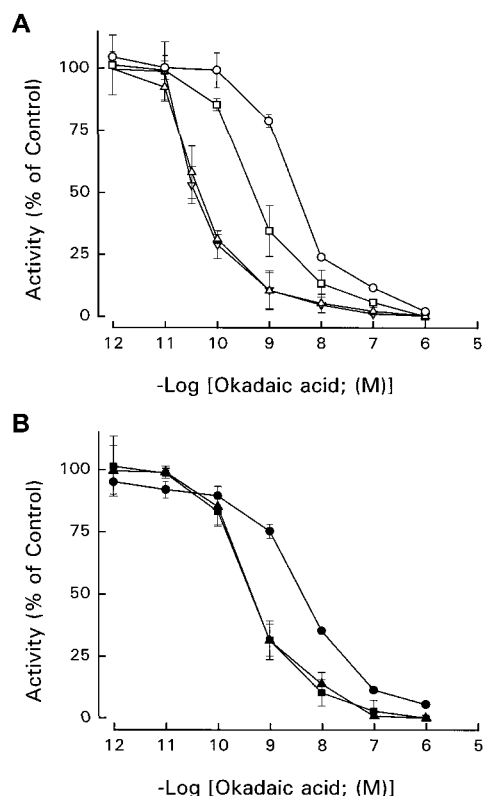 A
Activity (% of Control)
100
75
50
25
0
12 11 10 9 8 7 6 5
-Log [Okadaic acid; (M)]
B
Activity (% of Control)
100
75
50
25
0
12 11 10 9 8 7 6 5
-Log [Okadaic acid; (M)]